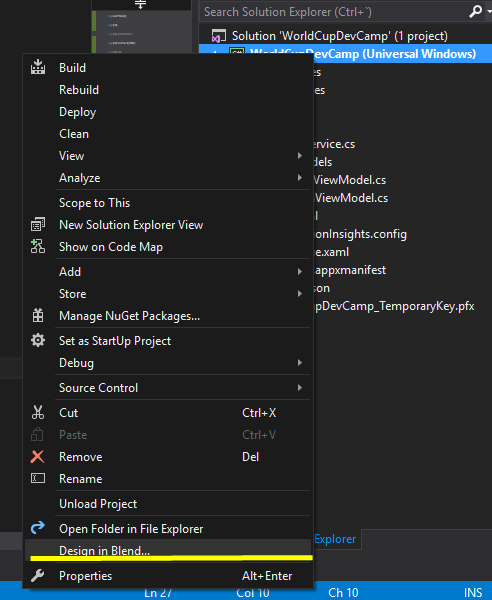 Search Solution Explorer (Ctrl+`)
Solution 'WorldCupDevCamp' (1 project)
WorldCupDevCamp (Universal Windows)
Build
Rebuild
Deploy
Clean
View
Analyze
Scope to This
New Solution Explorer View
Show on Code Map
Add
Store
Manage NuGet Packages...
Set as StartUp Project
Debug
Source Control
Cut Ctrl+X
Paste Ctrl+V
Remove Del
Rename
Unload Project
Open Folder in File Explorer
Design in Blend...
Properties Alt+Enter
es
es
ervice.cs
dels
ViewModel.cs
ViewModel.cs
l
onInsights.config
e.xaml
appxmanifest
son
upDevCamp_TemporaryKey.pfx
Explorer
Ln 27 Col 10 Ch 10 INS